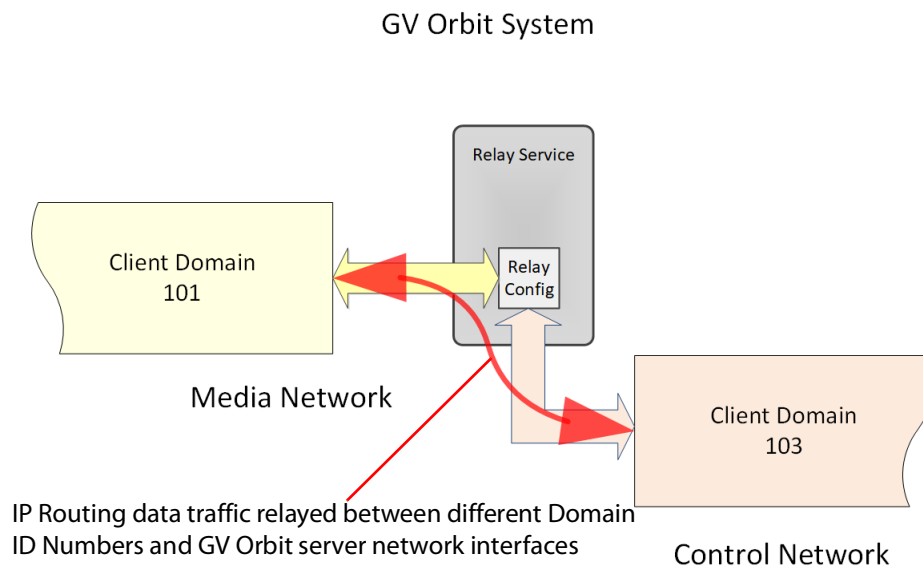 GV Orbit System
Relay Service
Client Domain
101
Relay
Config
Media Network
Client Domain
103
IP Routing data traffic relayed between different Domain
ID Numbers and GV Orbit server network interfaces
Control Network